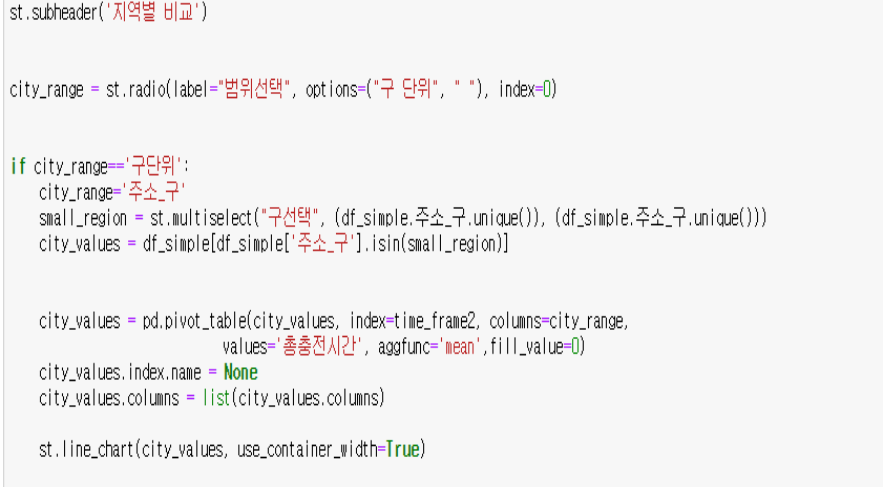 st.subheader('지역별 비교')
city_range = st.radio(label="범위선택", options=("구 단위", " "), index=0)
if city_range=='구단위':
city_range='주소_구'
small_region = st.multiselect("구선택", (df_simple.주소_구.unique()), (df_simple.주소_구.unique()))
city_values = df_simple[df_simple['주소_구'].isin(small_region)]
city_values = pd.pivot_table(city_values, index=time_frame2, columns=city_range,
values='총충전시간', aggfunc='mean',fill_value=0)
city_values.index.name = None
city_values.columns = list(city_values.columns)
st.line_chart(city_values, use_container_width=True)